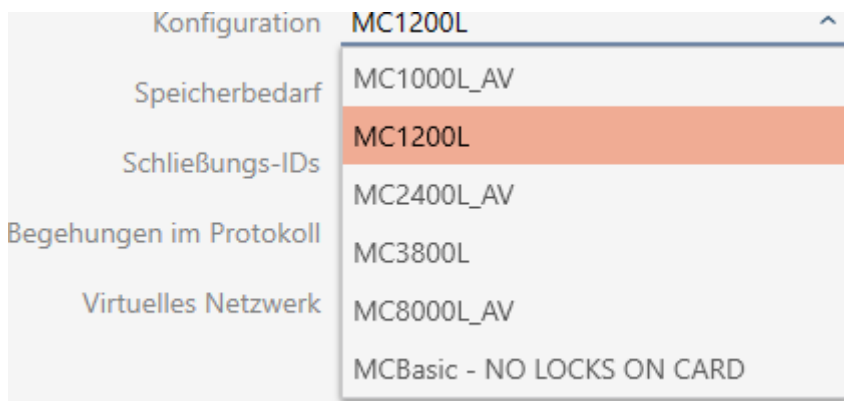 Konfiguration MC1200L
MC1000L_AV
Speicherbedarf
MC1200L
Schließungs-IDs
MC2400L_AV
Begehungen im Protokoll
MC3800L
Virtuelles Netzwerk
MC8000L_AV
MCBasic - NO LOCKS ON CARD